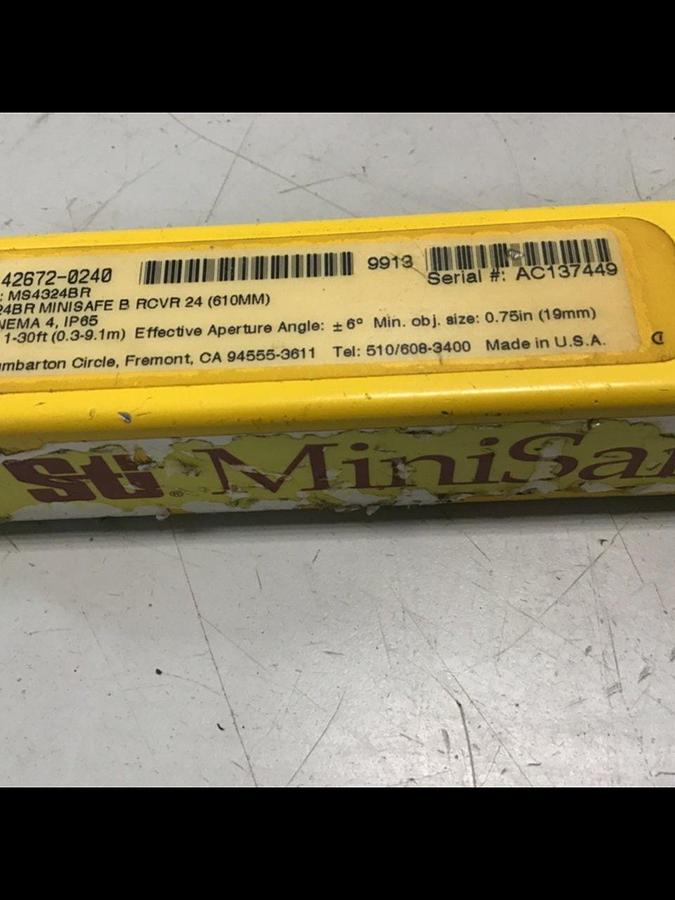 42672-0240 9913 Serial #: AC137449
: MS4324BR
24BR MINISAFE B RCVR 24 (610MM)
NEMA 4, IP65
1-30ft (0.3-9.1m) Effective Aperture Angle: ± 6° Min. obj. size: 0.75in (19mm)
mbarton Circle, Fremont, CA 94555-3611 Tel: 510/608-3400 Made in U.S.A.
STI® MiniSa